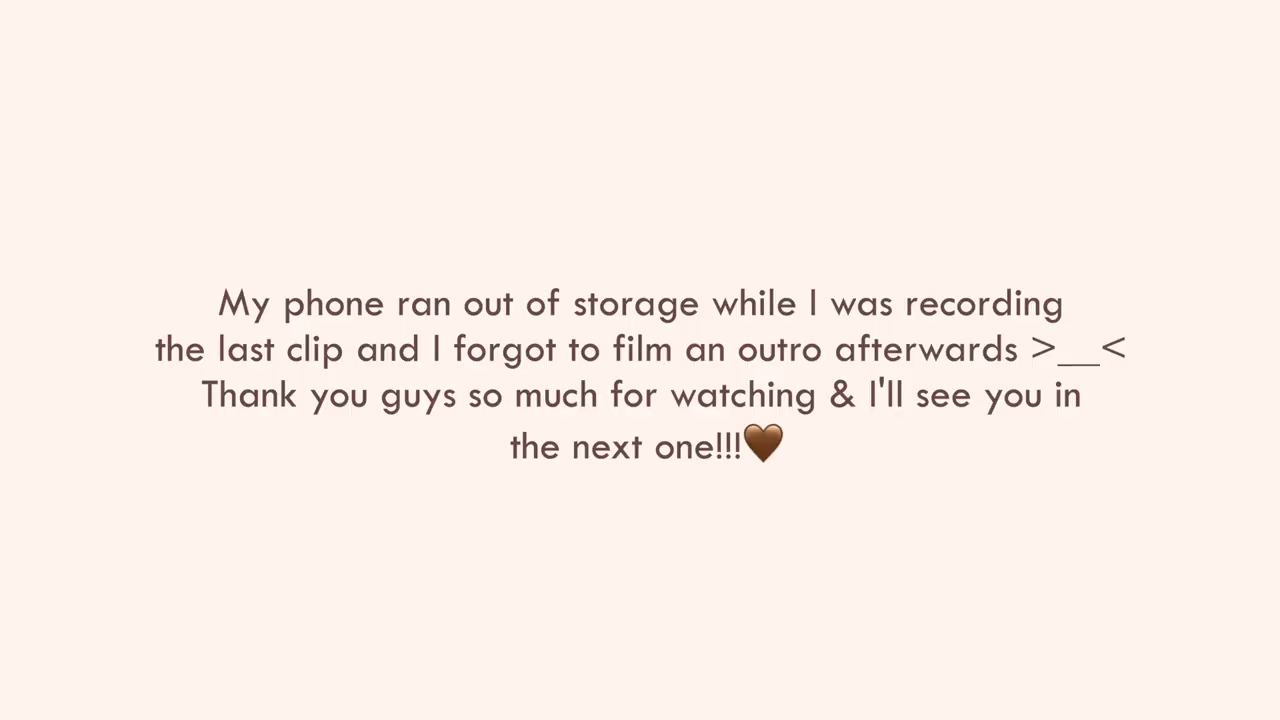 My phone ran out of storage while I was recording
the last clip and I forgot to film an outro afterwards >__<
Thank you guys so much for watching & I'll see you in
the next one!!!🤎